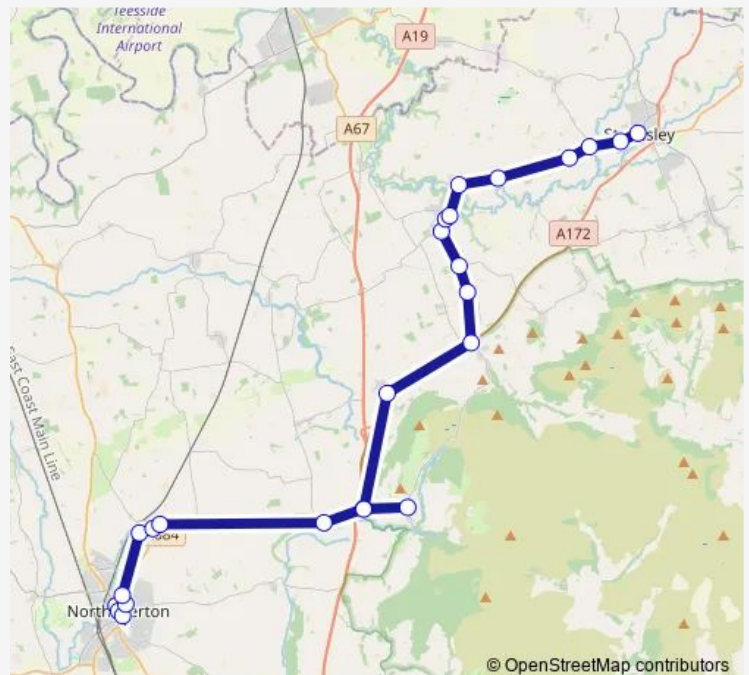 Teesside
International
Airport
A19
A67
A172
East Coast Main Line
© OpenStreetMap contributors